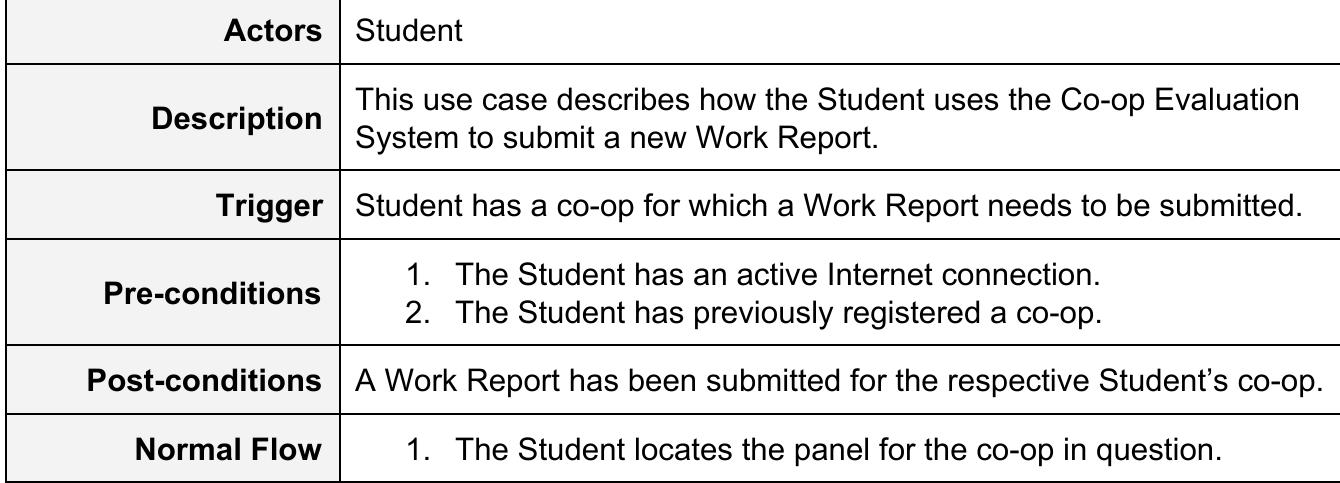 Actors Student
Description This use case describes how the Student uses the Co-op Evaluation
System to submit a new Work Report.
Trigger Student has a co-op for which a Work Report needs to be submitted.
Pre-conditions 1. The Student has an active Internet connection.
2. The Student has previously registered a co-op.
Post-conditions A Work Report has been submitted for the respective Student’s co-op.
Normal Flow 1. The Student locates the panel for the co-op in question.